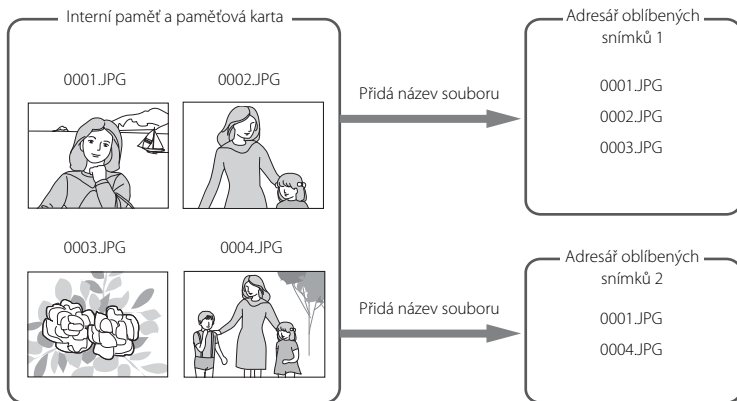 Interní paměť a paměťová karta
0001.JPG
0002.JPG
0003.JPG
0004.JPG
Přidá název souboru
Adresář oblíbených
snímků 1
0001.JPG
0002.JPG
0003.JPG
Přidá název souboru
Adresář oblíbených
snímků 2
0001.JPG
0004.JPG